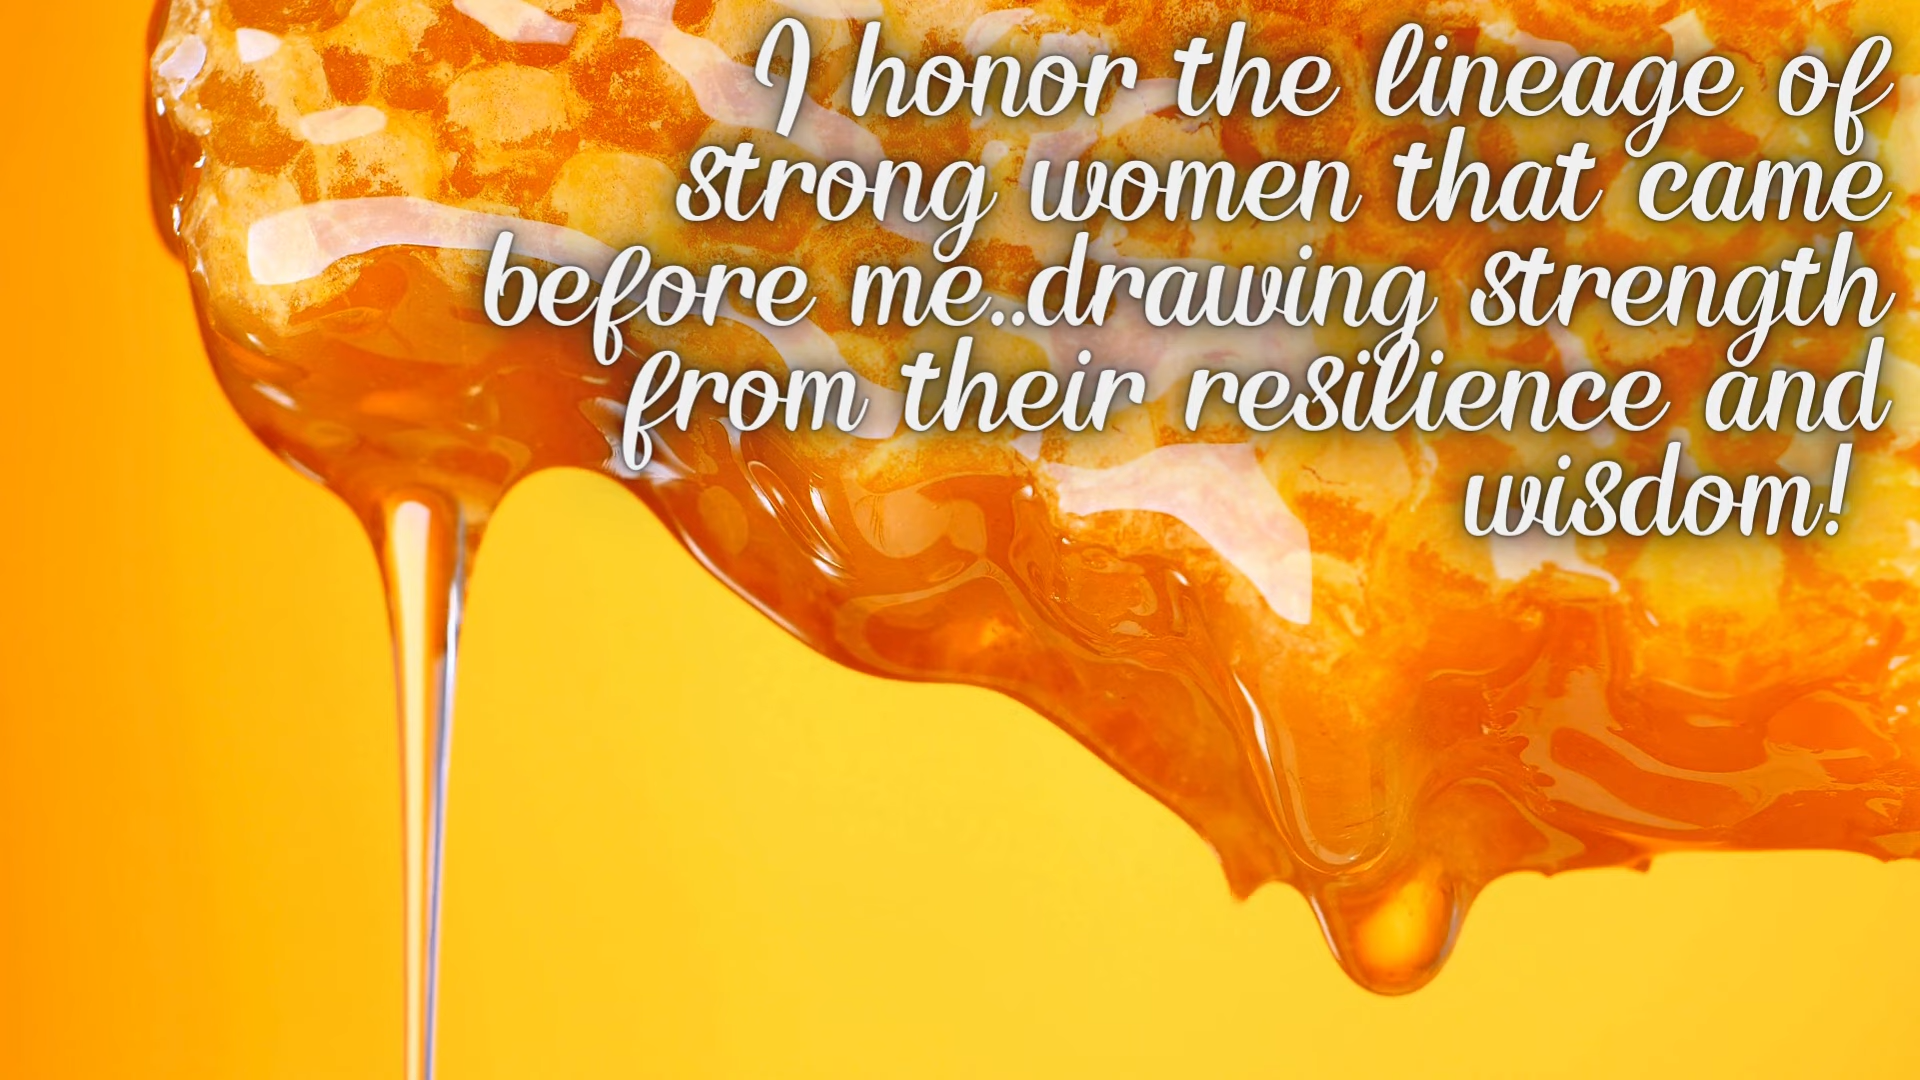 I honor the lineage of
strong women that came
before me..drawing strength
from their resilience and
wisdom!